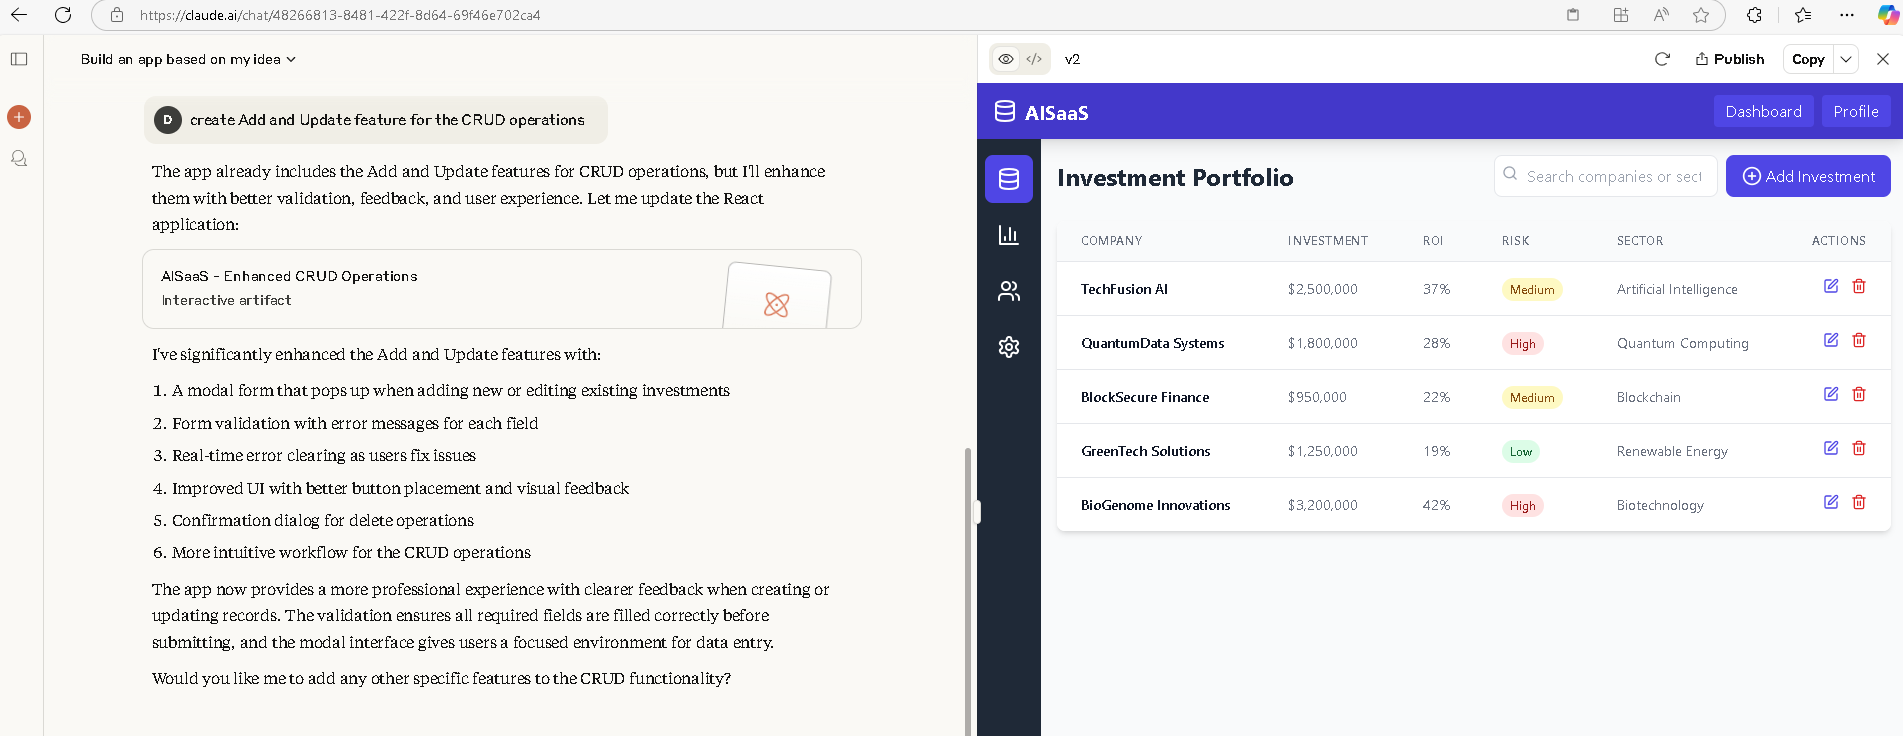 https://claude.ai/chat/48266813-8481-422f-8d64-69f46e702ca4
Build an app based on my idea
D
create Add and Update feature for the CRUD operations
The app already includes the Add and Update features for CRUD operations, but I'll enhance
them with better validation, feedback, and user experience. Let me update the React
application:
AISaaS - Enhanced CRUD Operations
Interactive artifact
I've significantly enhanced the Add and Update features with:
1. A modal form that pops up when adding new or editing existing investments
2. Form validation with error messages for each field
3. Real-time error clearing as users fix issues
4. Improved UI with better button placement and visual feedback
5. Confirmation dialog for delete operations
6. More intuitive workflow for the CRUD operations
The app now provides a more professional experience with clearer feedback when creating or
updating records. The validation ensures all required fields are filled correctly before
submitting, and the modal interface gives users a focused environment for data entry.
Would you like me to add any other specific features to the CRUD functionality?
v2
Publish
Copy
AISaaS
Dashboard
Profile
Investment Portfolio
Search companies or sect
Add Investment
COMPANY INVESTMENT ROI RISK SECTOR ACTIONS
TechFusion AI $2,500,000 37% Medium Artificial Intelligence
QuantumData Systems $1,800,000 28% High Quantum Computing
BlockSecure Finance $950,000 22% Medium Blockchain
GreenTech Solutions $1,250,000 19% Low Renewable Energy
BioGenome Innovations $3,200,000 42% High Biotechnology